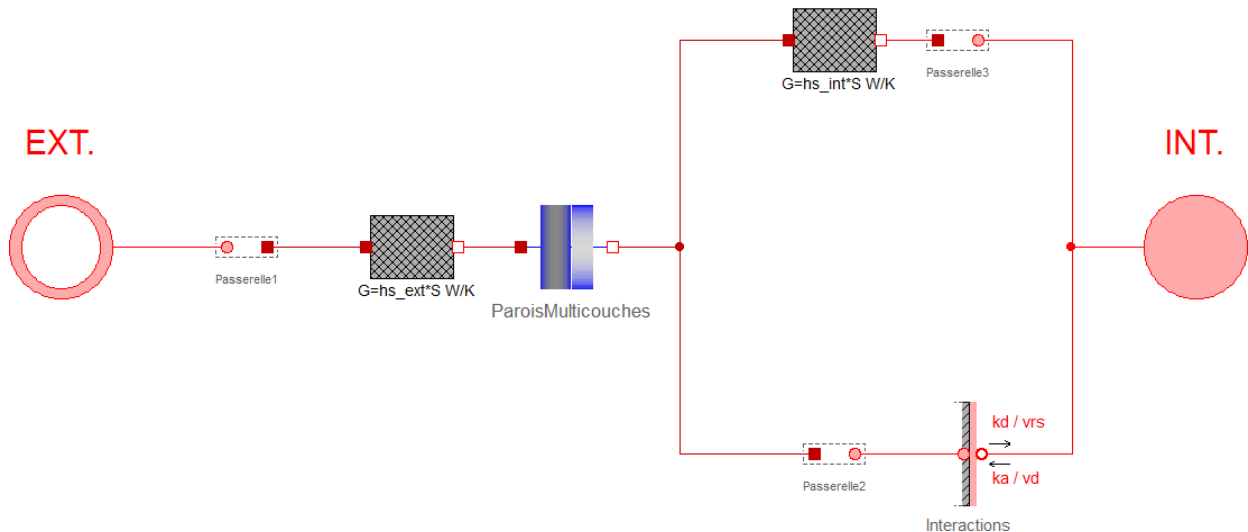 G=hs_int*S W/K
Passerelle3
EXT.
INT.
Passerelle1
G=hs_ext*S W/K
ParoisMulticouches
kd / vrs
ka / vd
Passerelle2
Interactions